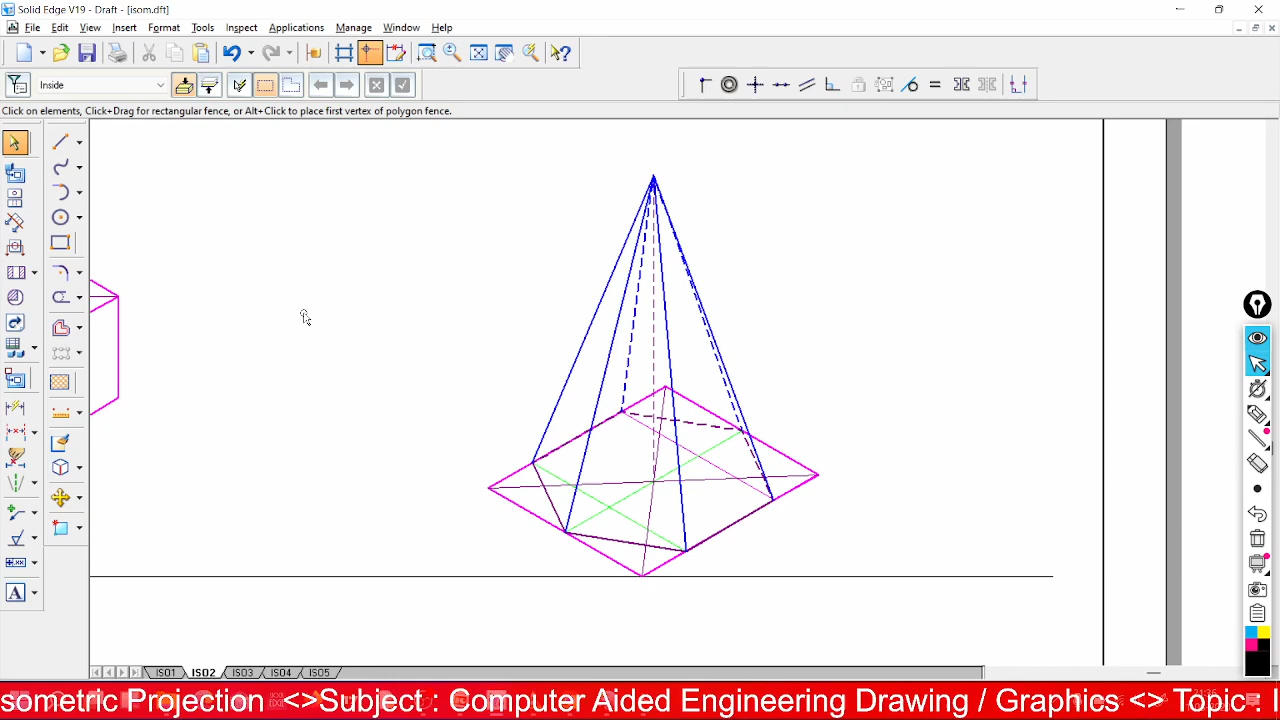 Solid Edge V19 - Draft - [isom.dft]
File Edit View Insert Format Tools Inspect Applications Manage Window Help
Inside
Click on elements, Click+Drag for rectangular fence, or Alt+Click to place first vertex of polygon fence.
A
ISO1 ISO2 ISO3 ISO4 ISO5
sometric Projection <>Subject : Computer Aided Engineering Drawing / Graphics <> Topic : I